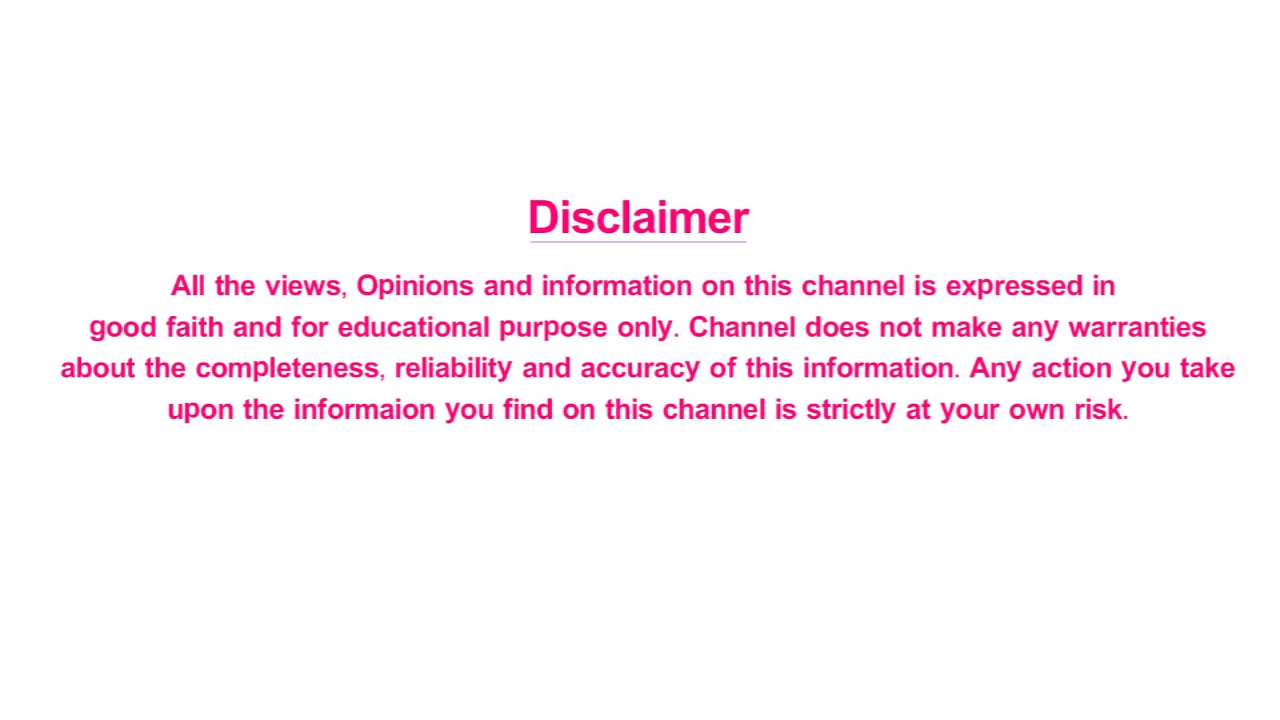 Disclaimer
All the views, Opinions and information on this channel is expressed in
good faith and for educational purpose only. Channel does not make any warranties
about the completeness, reliability and accuracy of this information. Any action you take
upon the informaion you find on this channel is strictly at your own risk.